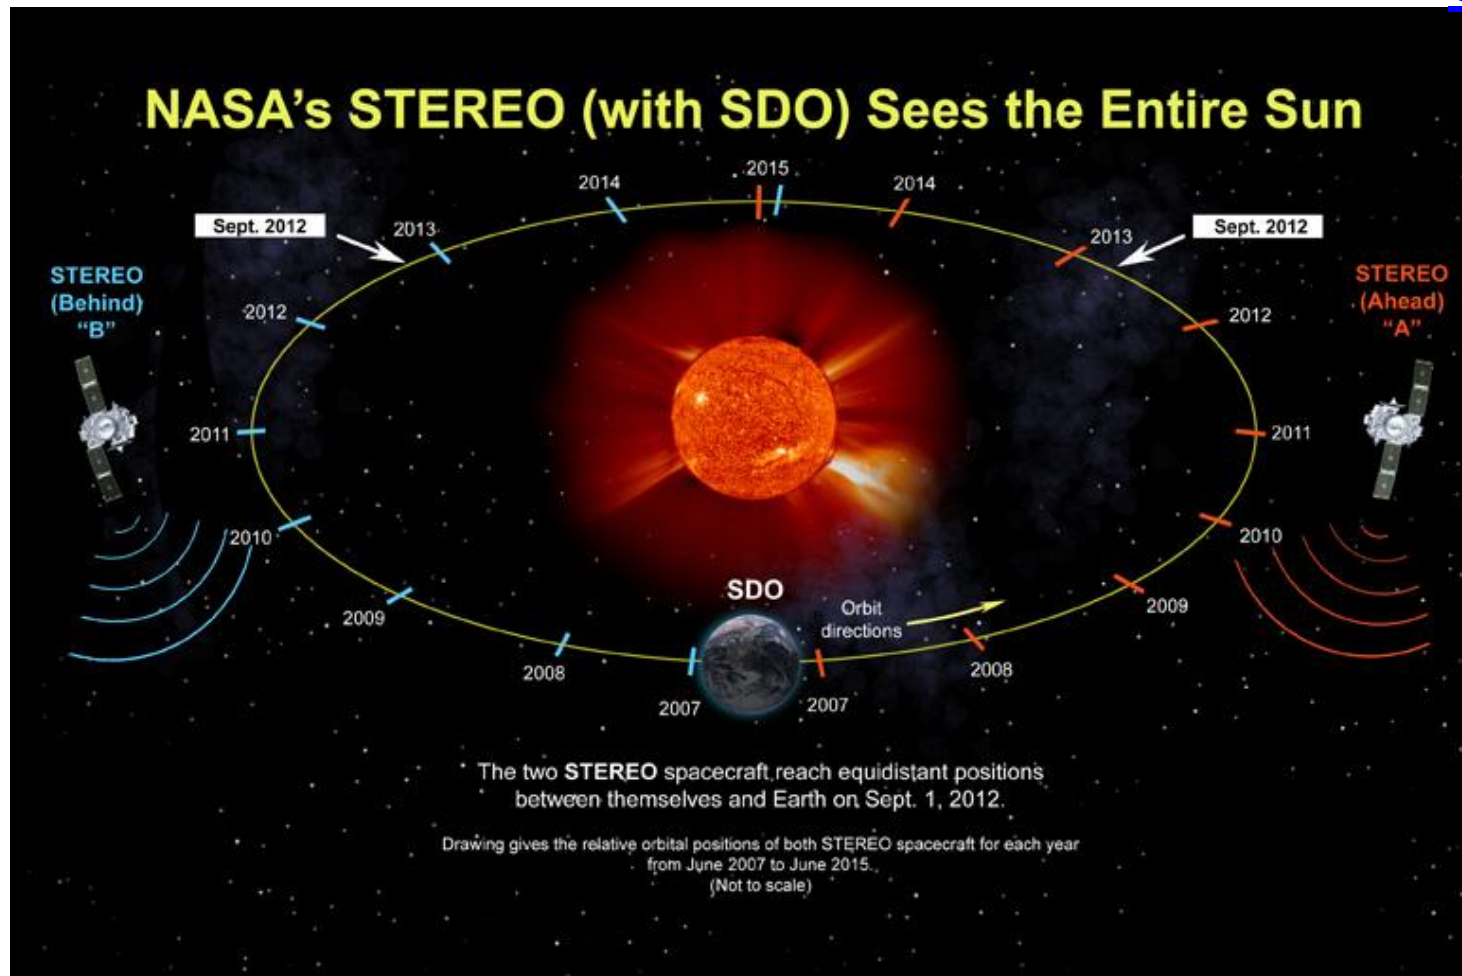 NASA's STEREO (with SDO) Sees the Entire Sun
2015
2014
2014
Sept. 2012
2013
2013
Sept. 2012
STEREO
(Behind)
“B”
STEREO
(Ahead)
“A”
2012
2012
2011
2011
2010
2010
SDO
Orbit
directions
2009
2009
2008
2008
2007
2007
The two STEREO spacecraft reach equidistant positions
between themselves and Earth on Sept. 1, 2012.
Drawing gives the relative orbital positions of both STEREO spacecraft for each year
from June 2007 to June 2015.
(Not to scale)